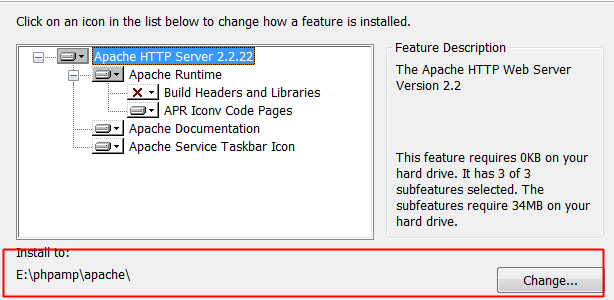 Click on an icon in the list below to change how a feature is installed.
Apache HTTP Server 2.2.22
Apache Runtime
Build Headers and Libraries
APR Iconv Code Pages
Apache Documentation
Apache Service Taskbar Icon
Feature Description
The Apache HTTP Web Server
Version 2.2
This feature requires 0KB on your
hard drive. It has 3 of 3
subfeatures selected. The
subfeatures require 34MB on your
hard drive.
Install to:
E:\phpamp\apache\
Change...